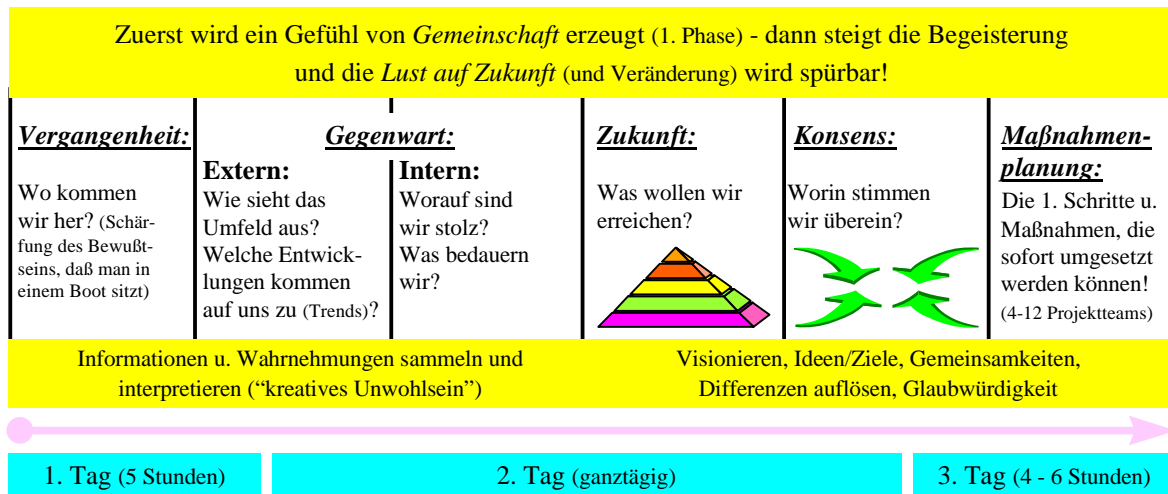 Zuerst wird ein Gefühl von Gemeinschaft erzeugt (1. Phase) - dann steigt die Begeisterung
und die Lust auf Zukunft (und Veränderung) wird spürbar!
Vergangenheit:
Wo kommen
wir her? (Schär-
fung des Bewußt-
seins, daß man in
einem Boot sitzt)
Gegenwart:
Extern:
Wie sieht das
Umfeld aus?
Welche Entwick-
lungen kommen
auf uns zu (Trends)?
Intern:
Worauf sind
wir stolz?
Was bedauern
wir?
Zukunft:
Was wollen wir
erreichen?
Konsens:
Worin stimmen
wir überein?
Maßnahmen-
planung:
Die 1. Schritte u.
Maßnahmen, die
sofort umgesetzt
werden können!
(4-12 Projektteams)
Informationen u. Wahrnehmungen sammeln und
interpretieren (“kreatives Unwohlsein”)
Visionieren, Ideen/Ziele, Gemeinsamkeiten,
Differenzen auflösen, Glaubwürdigkeit
1. Tag (5 Stunden)
2. Tag (ganztägig)
3. Tag (4 - 6 Stunden)